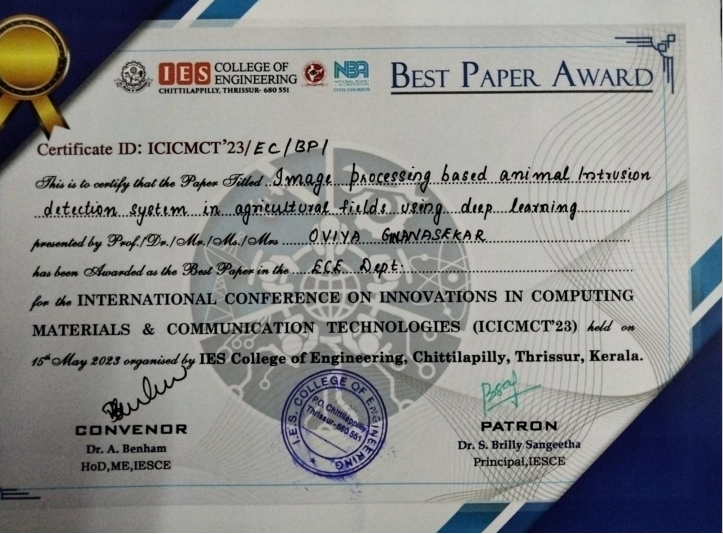 IES COLLEGE OF ENGINEERING
CHITTILAPPILLY, THRISSUR- 680 551
NBA
BEST PAPER AWARD
Certificate ID: ICICMCT'23/EC/BP1
This is to certify that the Paper Titled Image processing based animal Intrusion
detection system in agricultural fields using deep learning
presented by Prof./Dr./Mr./Ms./Mrs OVIYA GNANASEKAR
has been Awarded as the Best Paper in the ECE Dept.
for the INTERNATIONAL CONFERENCE ON INNOVATIONS IN COMPUTING
MATERIALS & COMMUNICATION TECHNOLOGIES (ICICMCT'23) held on
15th May 2023 organised by IES College of Engineering, Chittilapilly, Thrissur, Kerala.
I.E.S. COLLEGE OF ENGINEERING
P.O. Chittilappilly
Thrissur-680 551
CONVENOR
Dr. A. Benham
HoD,ME,IESCE
PATRON
Dr. S. Brilly Sangeetha
Principal,IESCE